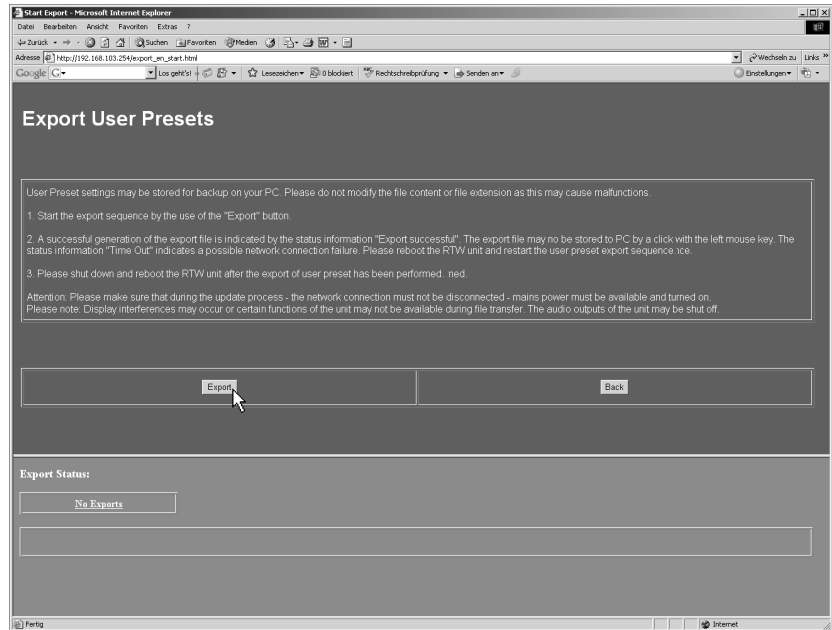 Start Export - Microsoft Internet Explorer
Datei Bearbeiten Ansicht Favoriten Extras ?
Zurück Suchen Favoriten Medien
Adresse http://192.168.103.254/export_en_start.html Wechseln zu Links »
Google Los geht's! Lesezeichen 0 blockiert Rechtschreibprüfung Senden an Einstellungen
Export User Presets
User Preset settings may be stored for backup on your PC. Please do not modify the file content or file extension as this may cause malfunctions.
1. Start the export sequence by the use of the "Export" button.
2. A successful generation of the export file is indicated by the status information "Export successful". The export file may no be stored to PC by a click with the left mouse key. The
status information "Time Out" indicates a possible network connection failure. Please reboot the RTW unit and restart the user preset export sequence
3. Please shut down and reboot the RTW unit after the export of user preset has been performed. ned.
Attention: Please make sure that during the update process - the network connection must not be disconnected - mains power must be available and turned on.
Please note: Display interferences may occur or certain functions of the unit may not be available during file transfer. The audio outputs of the unit may be shut off.
Export Back
Export Status:
No Exports
Fertig Internet